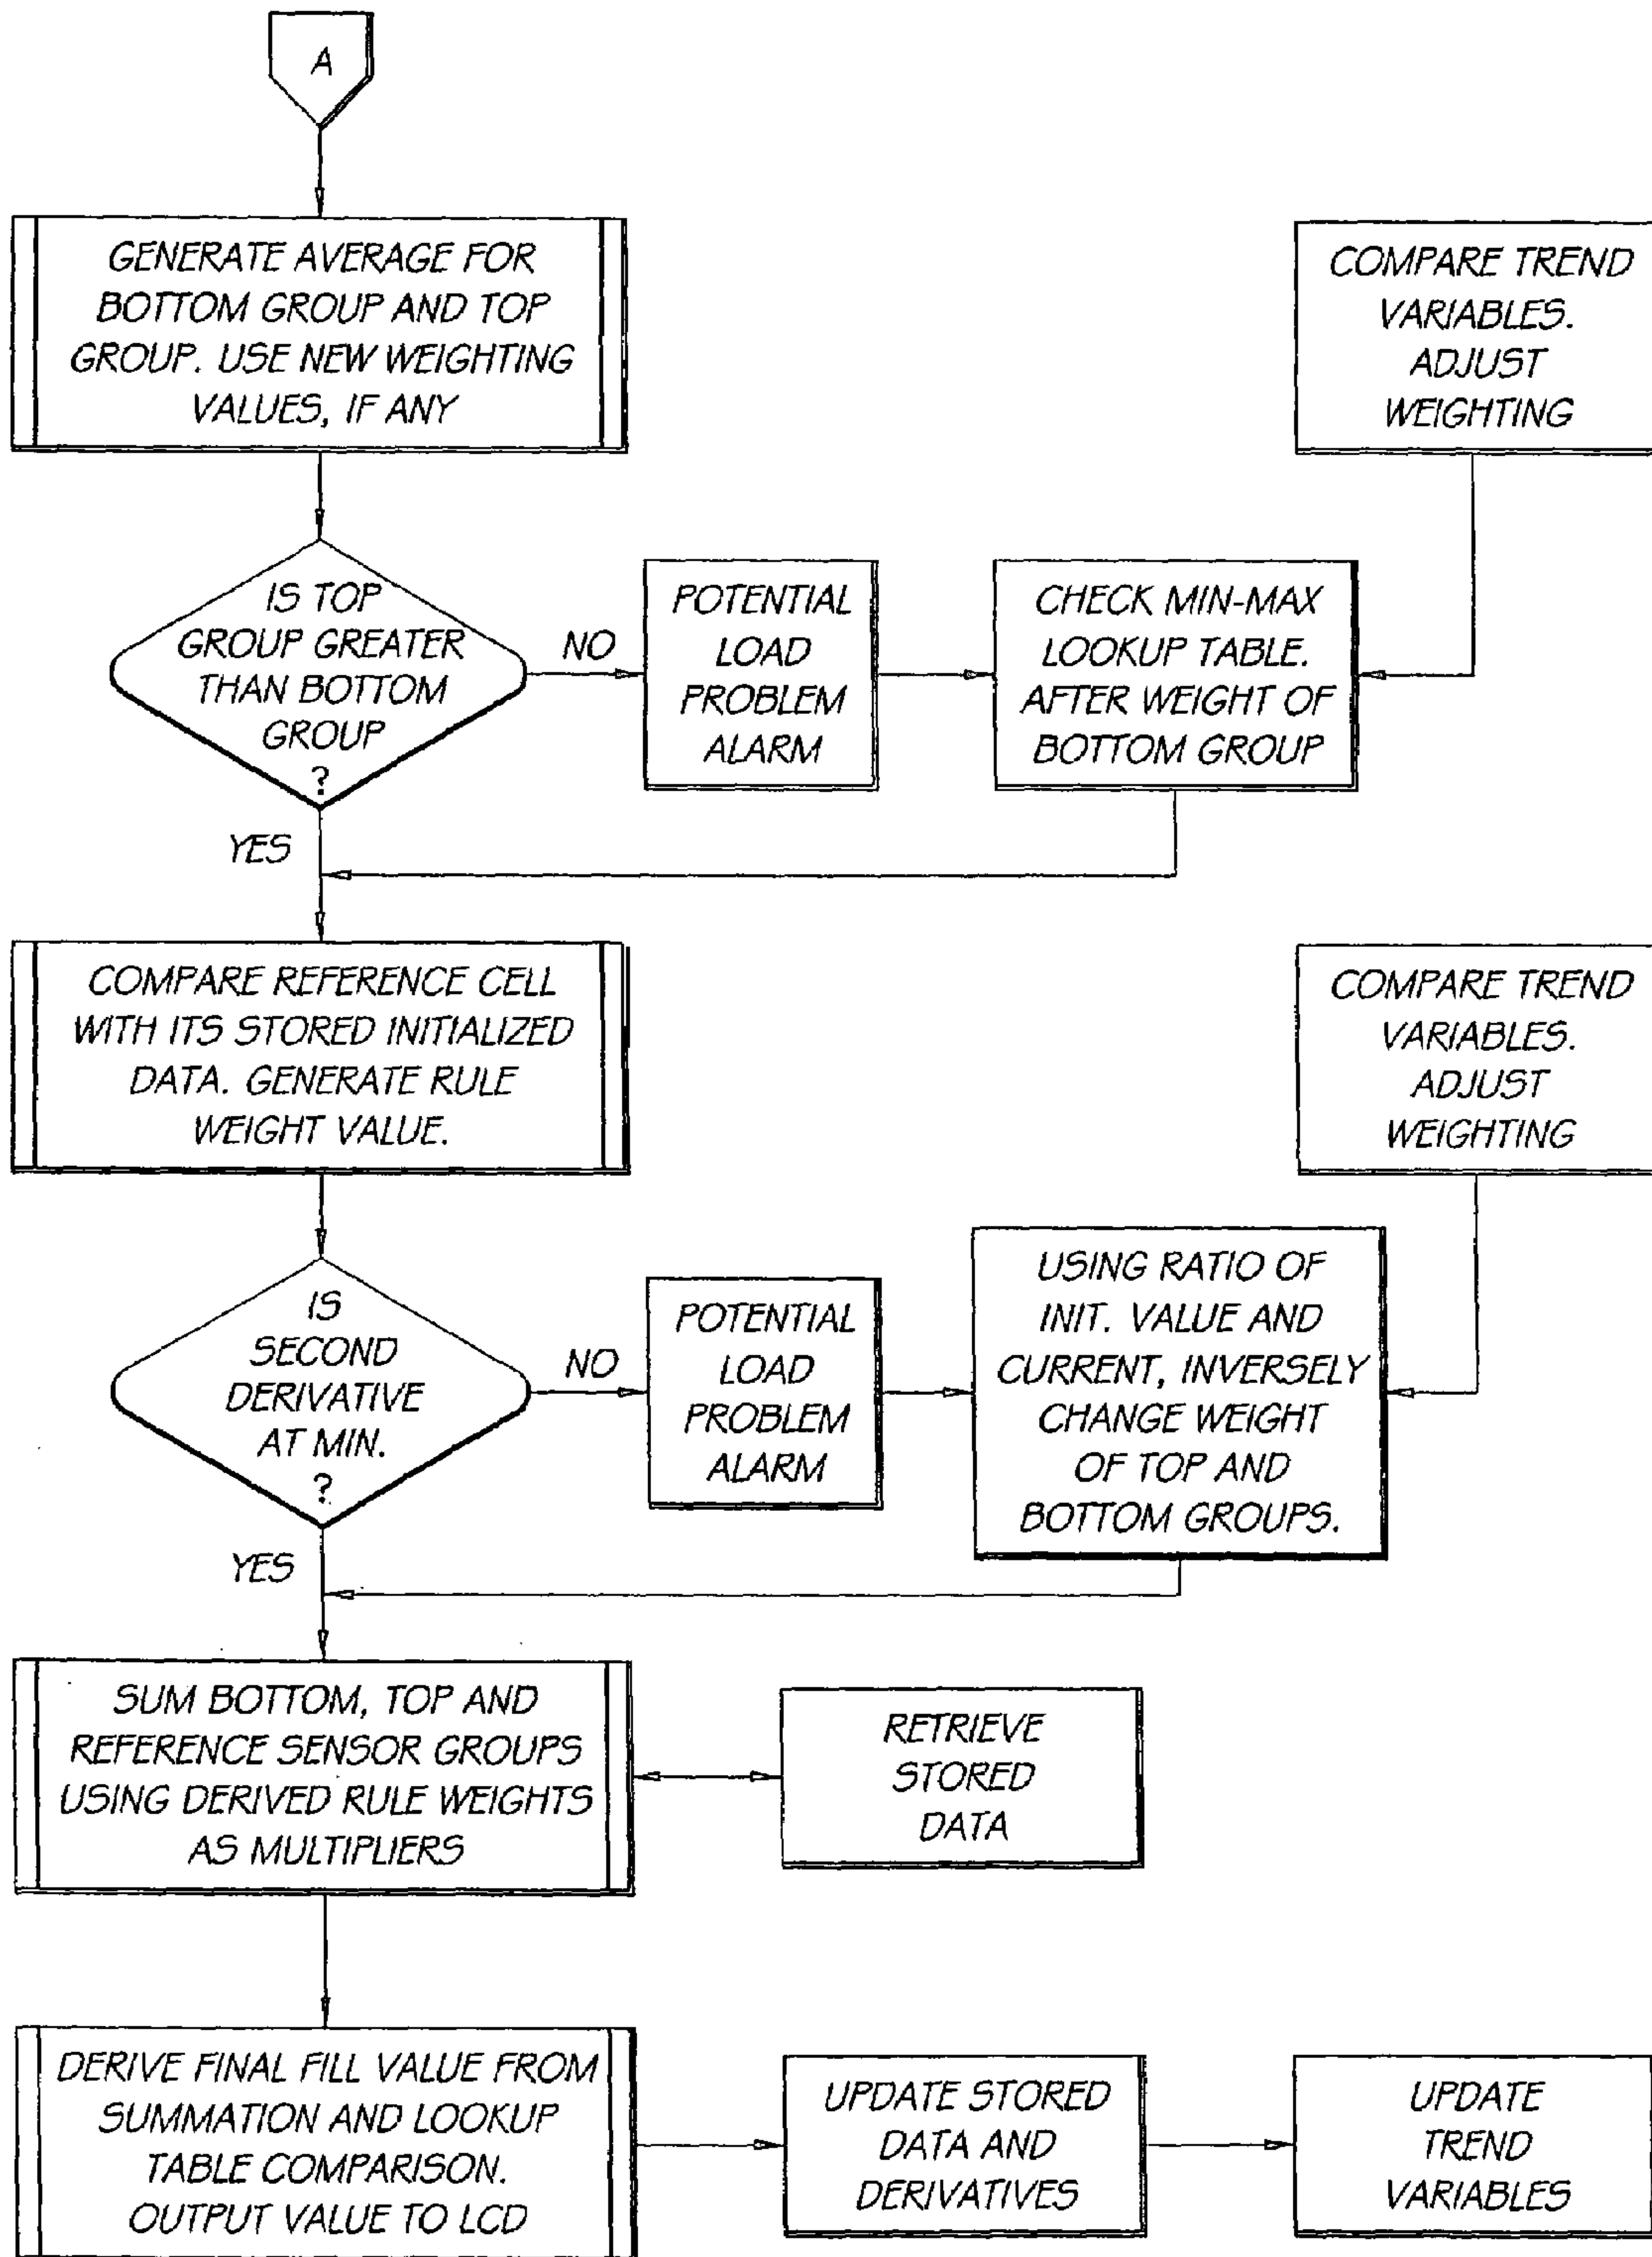 A
GENERATE AVERAGE FOR
BOTTOM GROUP AND TOP
GROUP. USE NEW WEIGHTING
VALUES, IF ANY
COMPARE TREND
VARIABLES.
ADJUST
WEIGHTING
IS TOP
GROUP GREATER
THAN BOTTOM
GROUP
?
NO
POTENTIAL
LOAD
PROBLEM
ALARM
CHECK MIN-MAX
LOOKUP TABLE.
AFTER WEIGHT OF
BOTTOM GROUP
YES
COMPARE REFERENCE CELL
WITH ITS STORED INITIALIZED
DATA. GENERATE RULE
WEIGHT VALUE.
COMPARE TREND
VARIABLES.
ADJUST
WEIGHTING
IS
SECOND
DERIVATIVE
AT MIN.
?
NO
POTENTIAL
LOAD
PROBLEM
ALARM
USING RATIO OF
INIT. VALUE AND
CURRENT, INVERSELY
CHANGE WEIGHT
OF TOP AND
BOTTOM GROUPS.
YES
SUM BOTTOM, TOP AND
REFERENCE SENSOR GROUPS
USING DERIVED RULE WEIGHTS
AS MULTIPLIERS
RETRIEVE
STORED
DATA
DERIVE FINAL FILL VALUE FROM
SUMMATION AND LOOKUP
TABLE COMPARISON.
OUTPUT VALUE TO LCD
UPDATE STORED
DATA AND
DERIVATIVES
UPDATE
TREND
VARIABLES